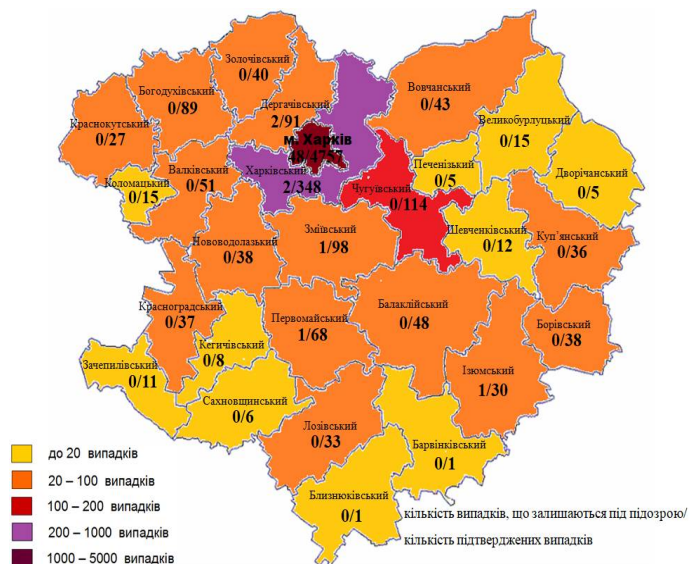 Золочівський
0/40
Богодухівський
0/89
Вовчанський
0/43
Дергачівський
2/91
Краснокутський
0/27
Великобурлуцький
0/15
м. Харків
48/4757
Валківський
0/51
Харківський
2/348
Печенізький
0/5
Дворічанський
0/5
Коломацький
0/15
Чугуївський
0/114
Зміївський
1/98
Шевченківський
0/12
Куп'янський
0/36
Нововодолазький
0/38
Красноградський
0/37
Первомайський
1/68
Балаклійський
0/48
Борівський
0/38
Кегичівський
0/8
Зачепилівський
0/11
Ізюмський
1/30
Сахновщинський
0/6
Лозівський
0/33
Барвінківський
0/1
Близнюківський
0/1
до 20 випадків
20 – 100 випадків
100 – 200 випадків
200 – 1000 випадків
1000 – 5000 випадків
кількість випадків, що залишаються під підозрою/
кількість підтверджених випадків